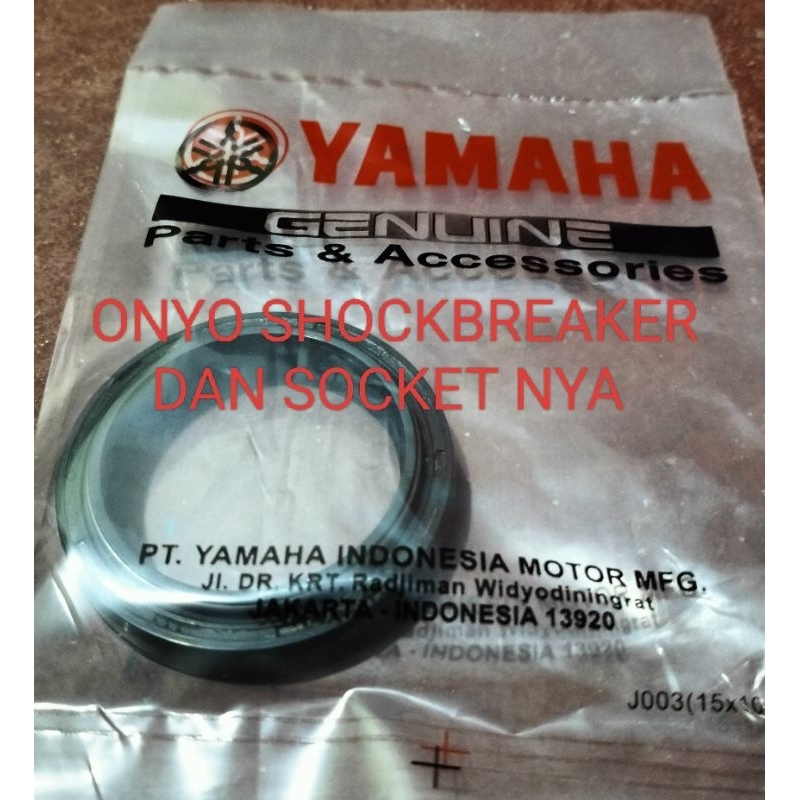 YAMAHA
GENUINE
Parts & Accessories
ONYO SHOCKBREAKER
DAN SOCKET NYA
PT. YAMAHA INDONESIA MOTOR MFG.
Jl. DR. KRT. Radjiman Widyodiningrat
JAKARTA - INDONESIA 13920